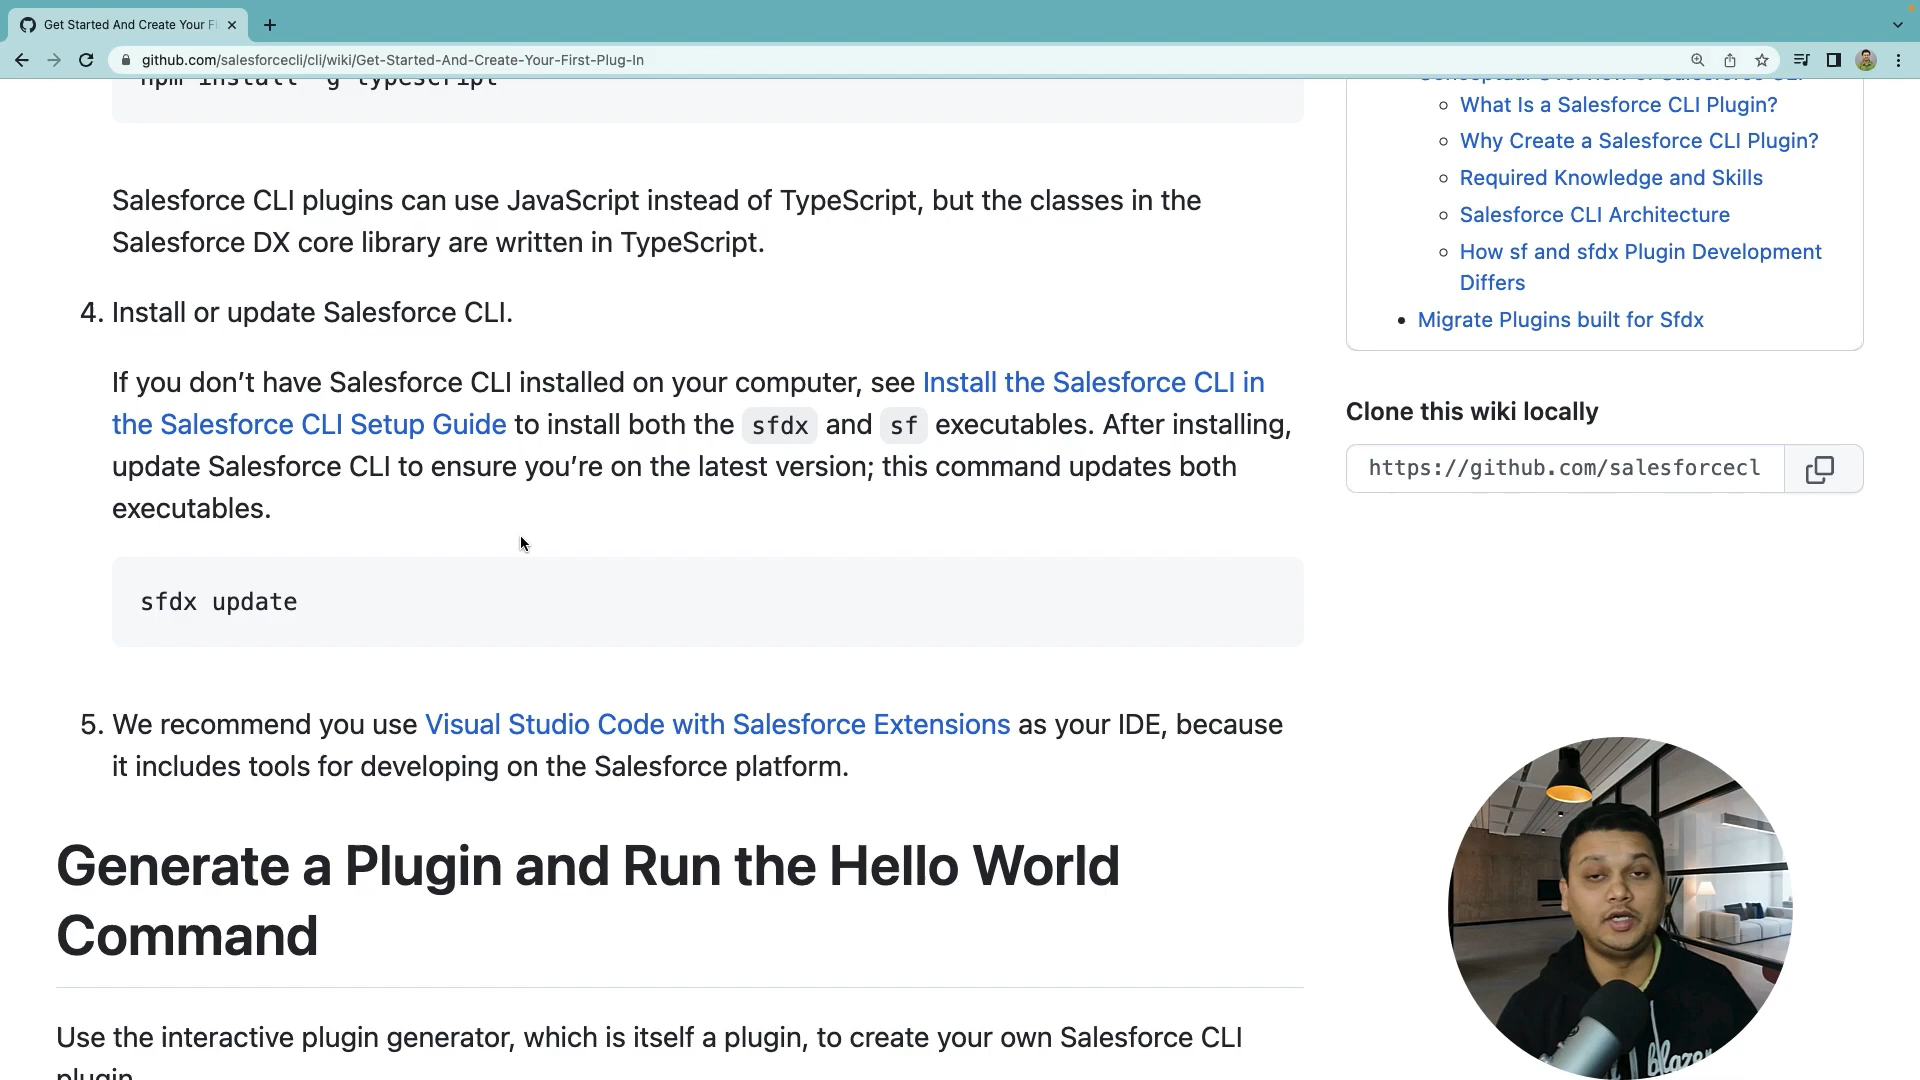 Get Started And Create Your Fi
github.com/salesforcecli/cli/wiki/Get-Started-And-Create-Your-First-Plug-In
npm install -g typescript
Salesforce CLI plugins can use JavaScript instead of TypeScript, but the classes in the
Salesforce DX core library are written in TypeScript.
4. Install or update Salesforce CLI.
If you don’t have Salesforce CLI installed on your computer, see Install the Salesforce CLI in
the Salesforce CLI Setup Guide to install both the sfdx and sf executables. After installing,
update Salesforce CLI to ensure you’re on the latest version; this command updates both
executables.
sfdx update
5. We recommend you use Visual Studio Code with Salesforce Extensions as your IDE, because
it includes tools for developing on the Salesforce platform.
Generate a Plugin and Run the Hello World
Command
Use the interactive plugin generator, which is itself a plugin, to create your own Salesforce CLI
plugin.
Conceptual Overview of Salesforce CLI
What Is a Salesforce CLI Plugin?
Why Create a Salesforce CLI Plugin?
Required Knowledge and Skills
Salesforce CLI Architecture
How sf and sfdx Plugin Development
Differs
Migrate Plugins built for Sfdx
Clone this wiki locally
https://github.com/salesforcecl